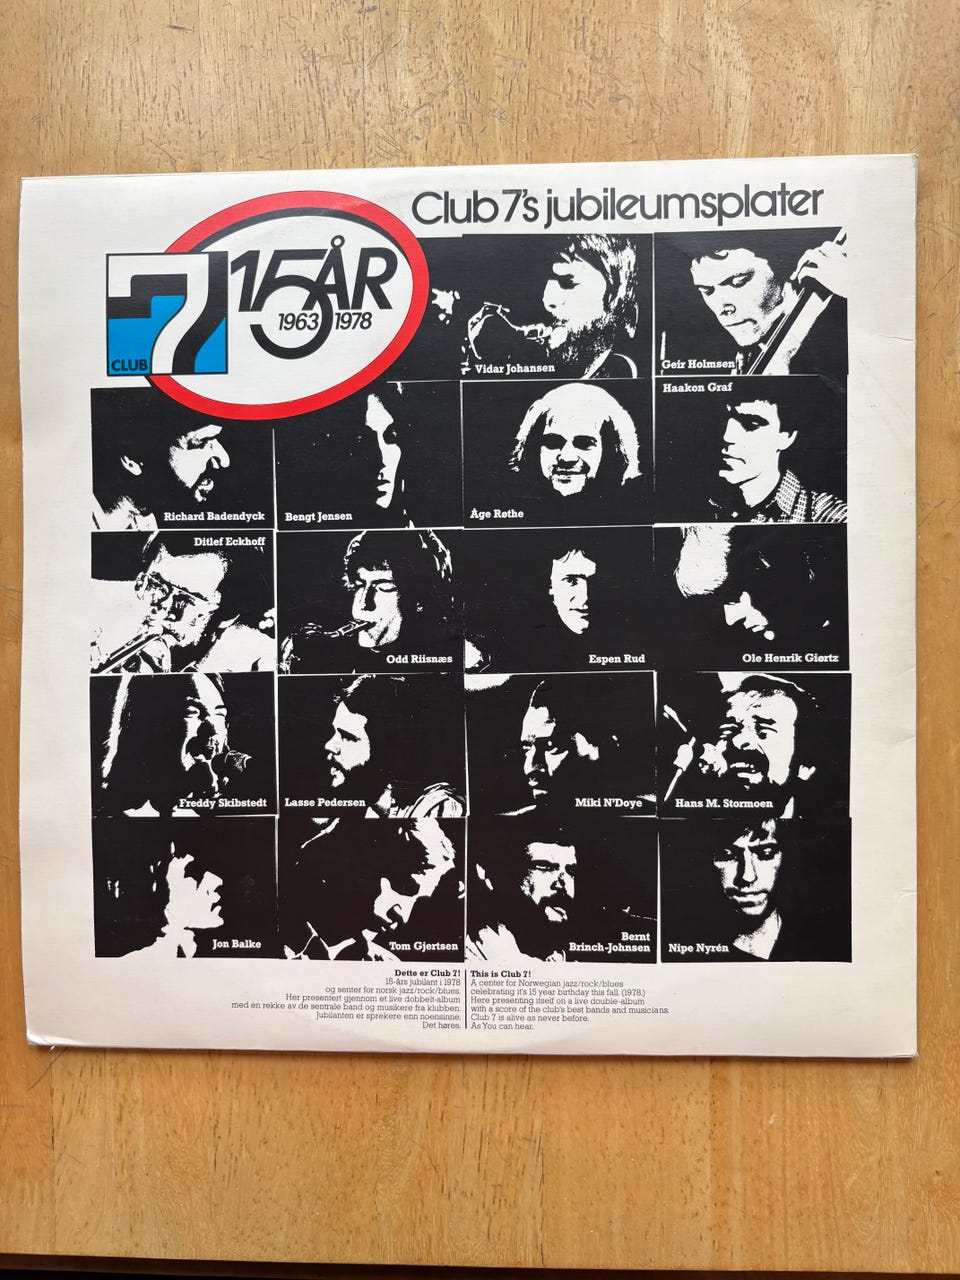 Club 7's jubileumsplater
15 ÅR
1963 1978
7
CLUB
Vidar Johansen
Geir Holmsen
Richard Badendyck
Bengt Jensen
Åge Røthe
Haakon Graf
Ditlef Eckhoff
Odd Riisnæs
Espen Rud
Ole Henrik Giørtz
Freddy Skibstedt
Lasse Pedersen
Miki N'Doye
Hans M. Stormoen
Jon Balke
Tom Gjertsen
Bernt
Brinch-Johnsen
Nipe Nyrén
Dette er Club 7!
15-års jubilant i 1978
og senter for norsk jazz/rock/blues.
Her presentert gjennom et live dobbelt-album
med en rekke av de sentrale band og musikere fra klubben.
Jubilanten er sprekere enn noensinne.
Det høres.
This is Club 7!
A center for Norwegian jazz/rock/blues
celebrating it's 15 year birthday this fall. (1978.)
Here presenting itself on a live double-album
with a score of the club's best bands and musicians.
Club 7 is alive as never before.
As You can hear.